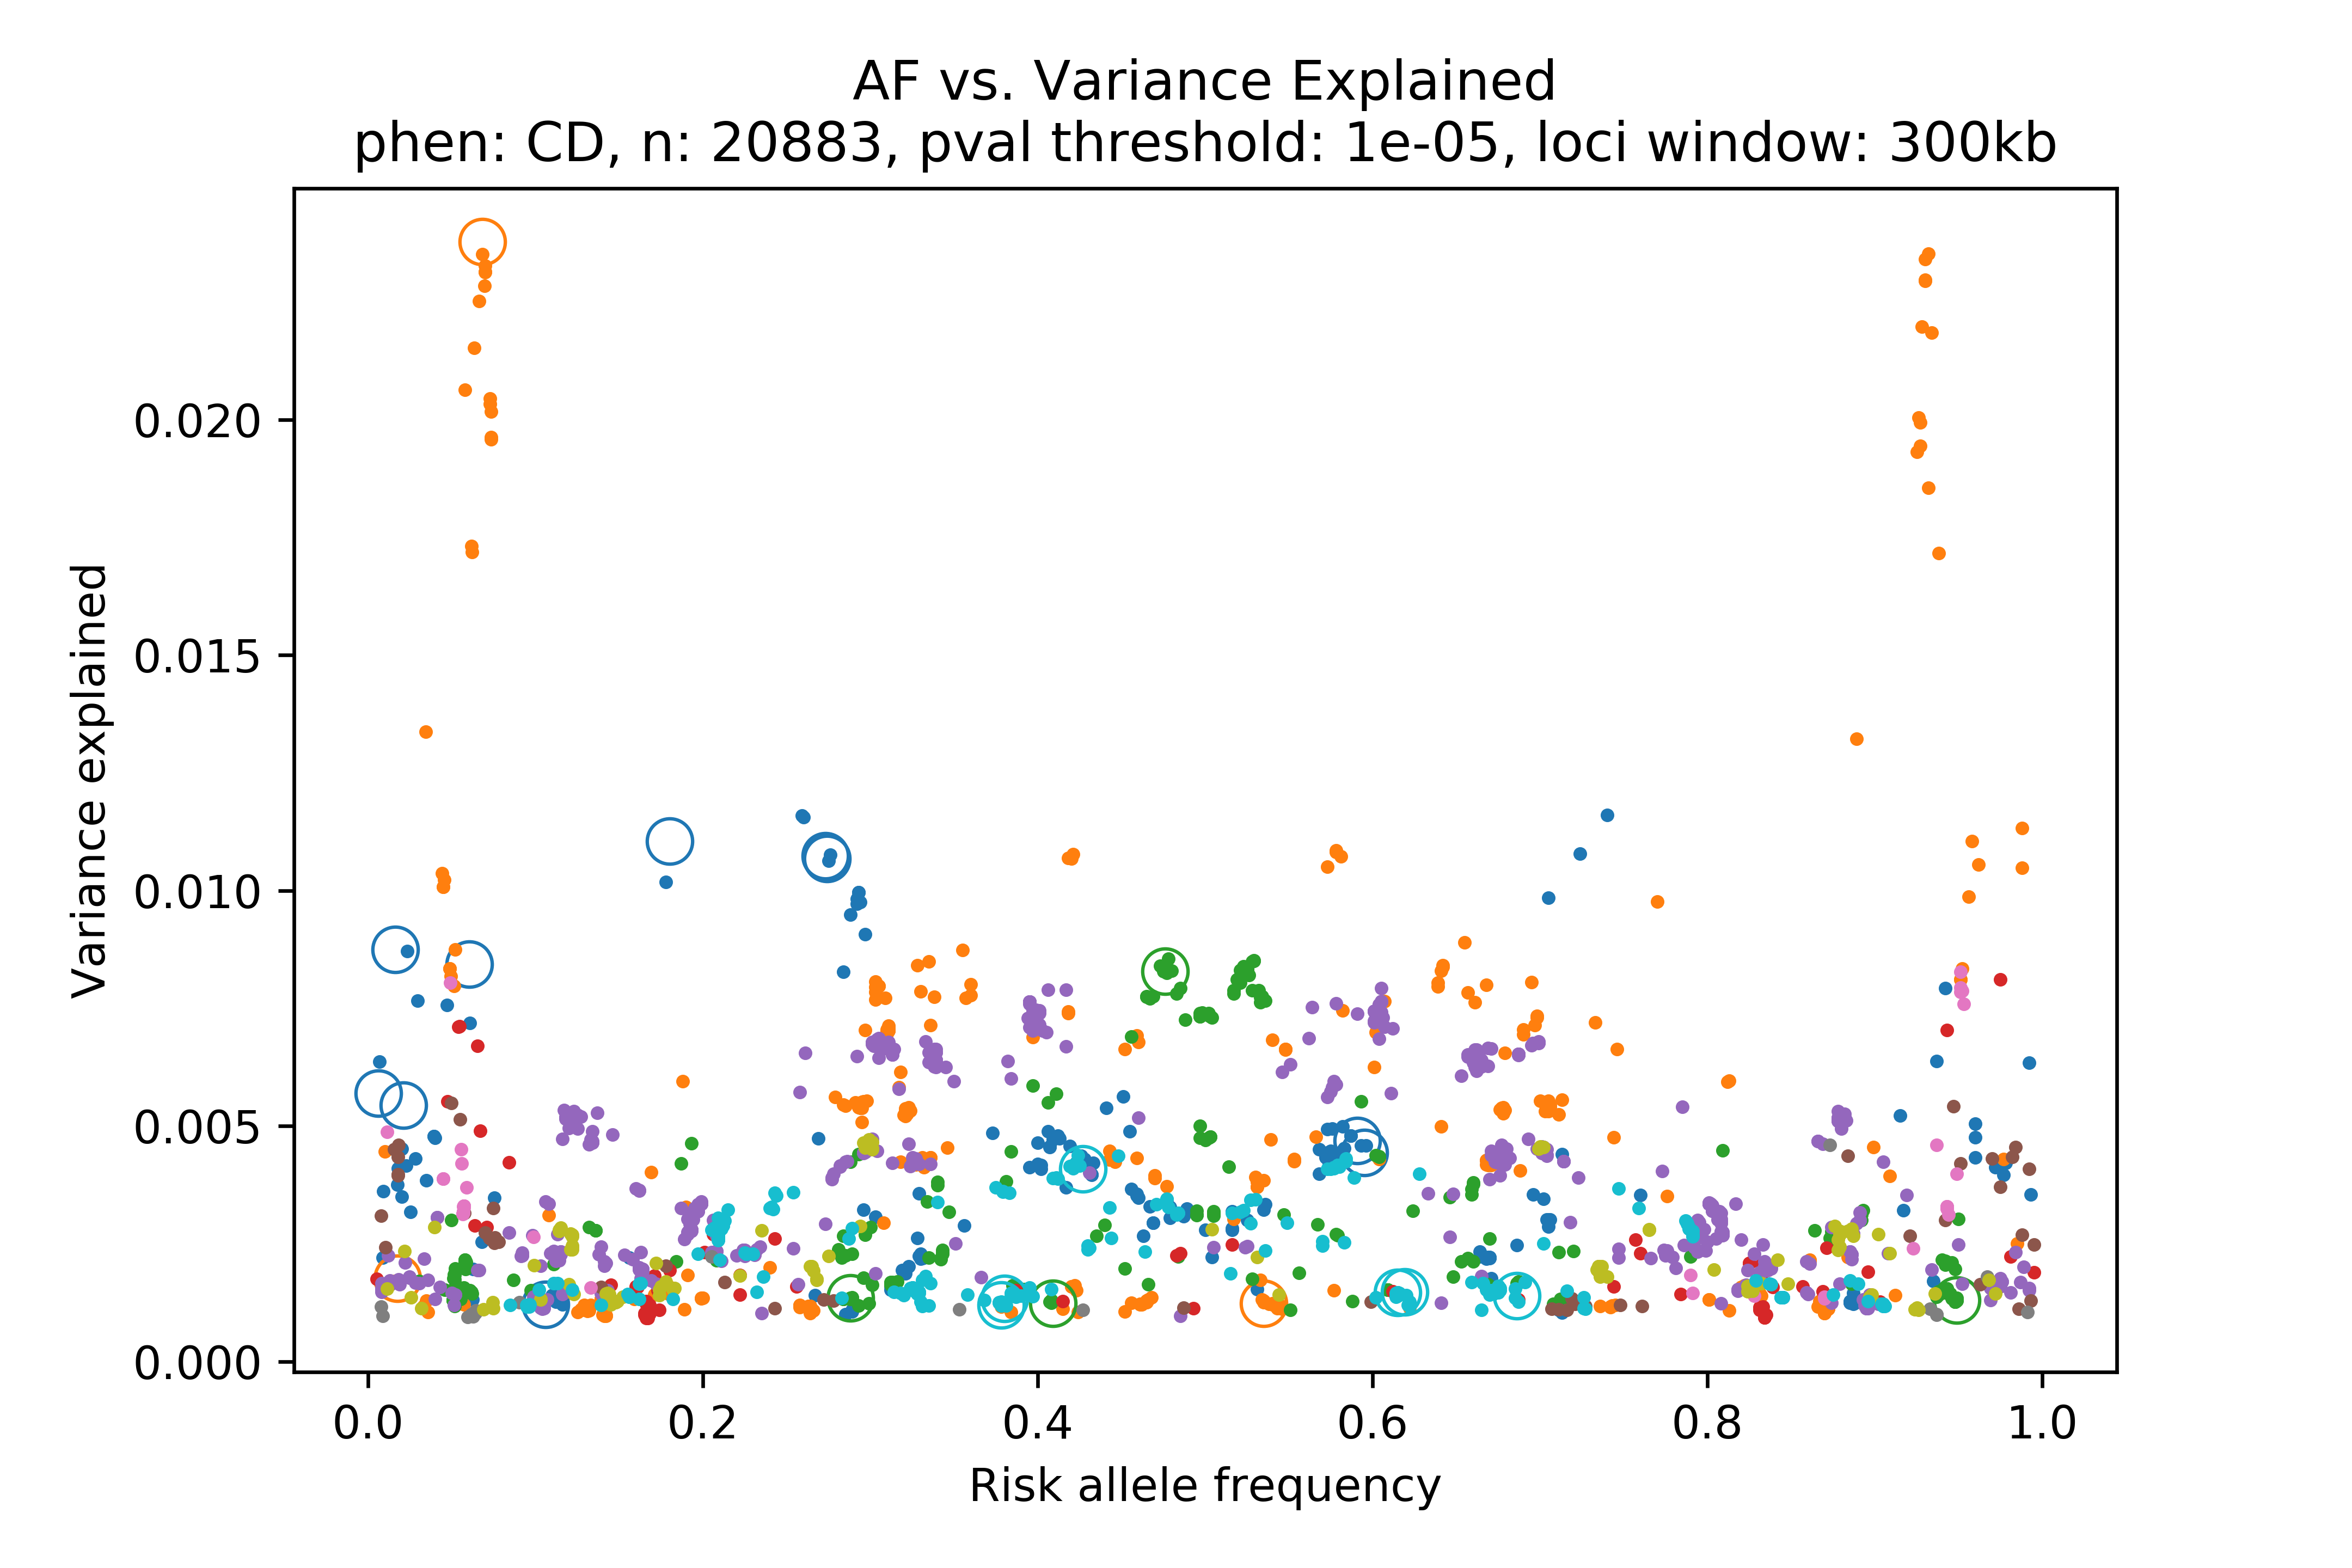 AF vs. Variance Explained
phen: CD, n: 20883, pval threshold: 1e-05, loci window: 300kb
Variance explained
0.020
0.015
0.010
0.005
0.000
0.0 0.2 0.4 0.6 0.8 1.0
Risk allele frequency